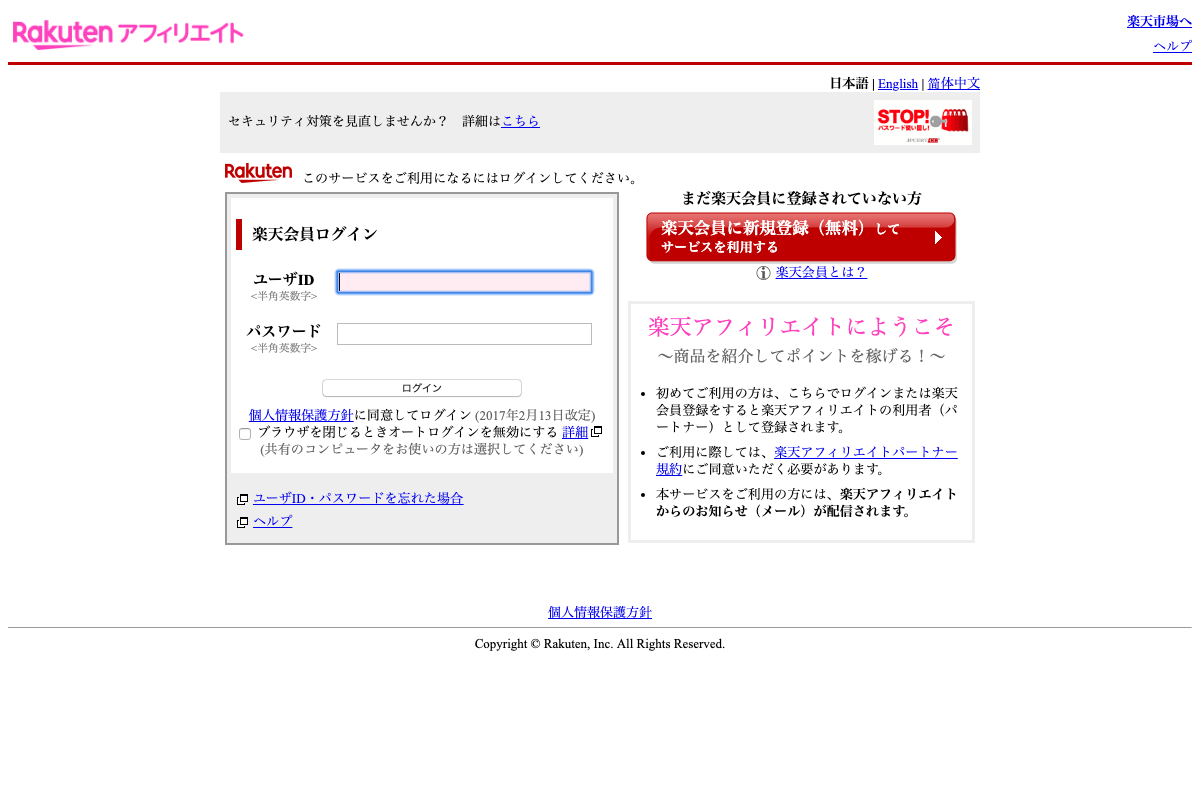 Rakuten アフィリエイト
楽天市場へ
ヘルプ
日本語 | English | 简体中文
セキュリティ対策を見直しませんか？　詳細はこちら
STOP!
パスワード使い回し!
Rakuten このサービスをご利用になるにはログインしてください。
楽天会員ログイン
ユーザID
<半角英数字>
パスワード
<半角英数字>
ログイン
個人情報保護方針に同意してログイン (2017年2月13日改定)
ブラウザを閉じるときオートログインを無効にする 詳細
(共有のコンピュータをお使いの方は選択してください)
ユーザID・パスワードを忘れた場合
ヘルプ
まだ楽天会員に登録されていない方
楽天会員に新規登録（無料）して
サービスを利用する
楽天会員とは？
楽天アフィリエイトにようこそ
～商品を紹介してポイントを稼げる！～
初めてご利用の方は、こちらでログインまたは楽天
会員登録をすると楽天アフィリエイトの利用者（パ
ートナー）として登録されます。
ご利用に際しては、楽天アフィリエイトパートナー
規約にご同意いただく必要があります。
本サービスをご利用の方には、楽天アフィリエイト
からのお知らせ（メール）が配信されます。
個人情報保護方針
Copyright © Rakuten, Inc. All Rights Reserved.